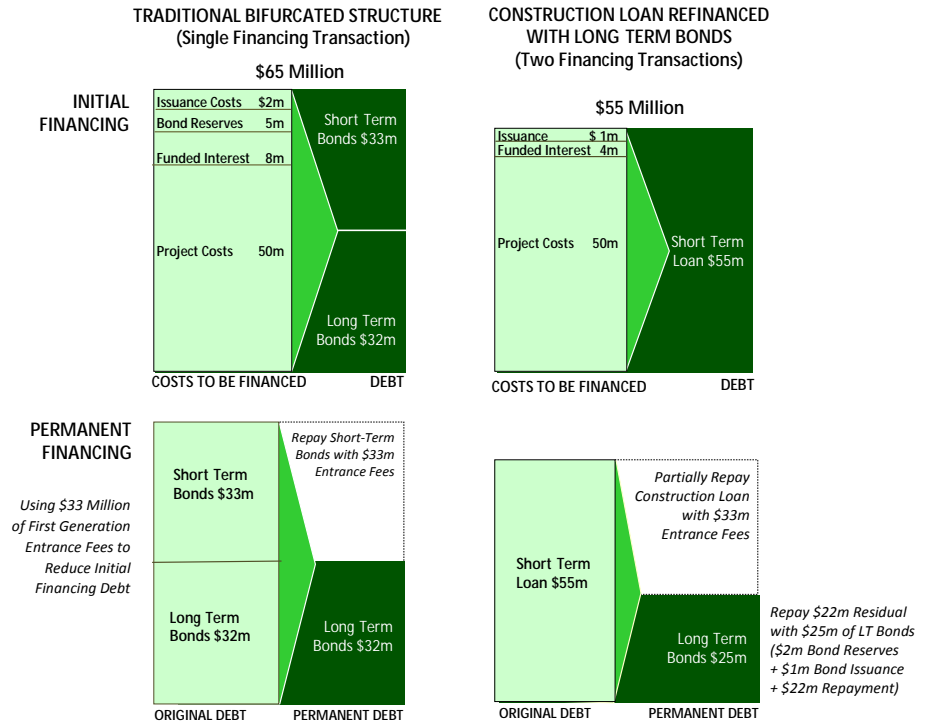 TRADITIONAL BIFURCATED STRUCTURE
(Single Financing Transaction)
$65 Million
INITIAL
FINANCING
Issuance Costs $2m
Bond Reserves 5m
Funded Interest 8m
Project Costs 50m
Short Term
Bonds $33m
Long Term
Bonds $32m
COSTS TO BE FINANCED DEBT
CONSTRUCTION LOAN REFINANCED
WITH LONG TERM BONDS
(Two Financing Transactions)
$55 Million
Issuance $ 1m
Funded Interest 4m
Project Costs 50m
Short Term
Loan $55m
COSTS TO BE FINANCED DEBT
PERMANENT
FINANCING
Using $33 Million
of First Generation
Entrance Fees to
Reduce Initial
Financing Debt
Short Term
Bonds $33m
Long Term
Bonds $32m
Repay Short-Term
Bonds with $33m
Entrance Fees
Long Term
Bonds $32m
ORIGINAL DEBT PERMANENT DEBT
Short Term
Loan $55m
Partially Repay
Construction Loan
with $33m
Entrance Fees
Long Term
Bonds $25m
Repay $22m Residual
with $25m of LT Bonds
($2m Bond Reserves
+ $1m Bond Issuance
+ $22m Repayment)
ORIGINAL DEBT PERMANENT DEBT